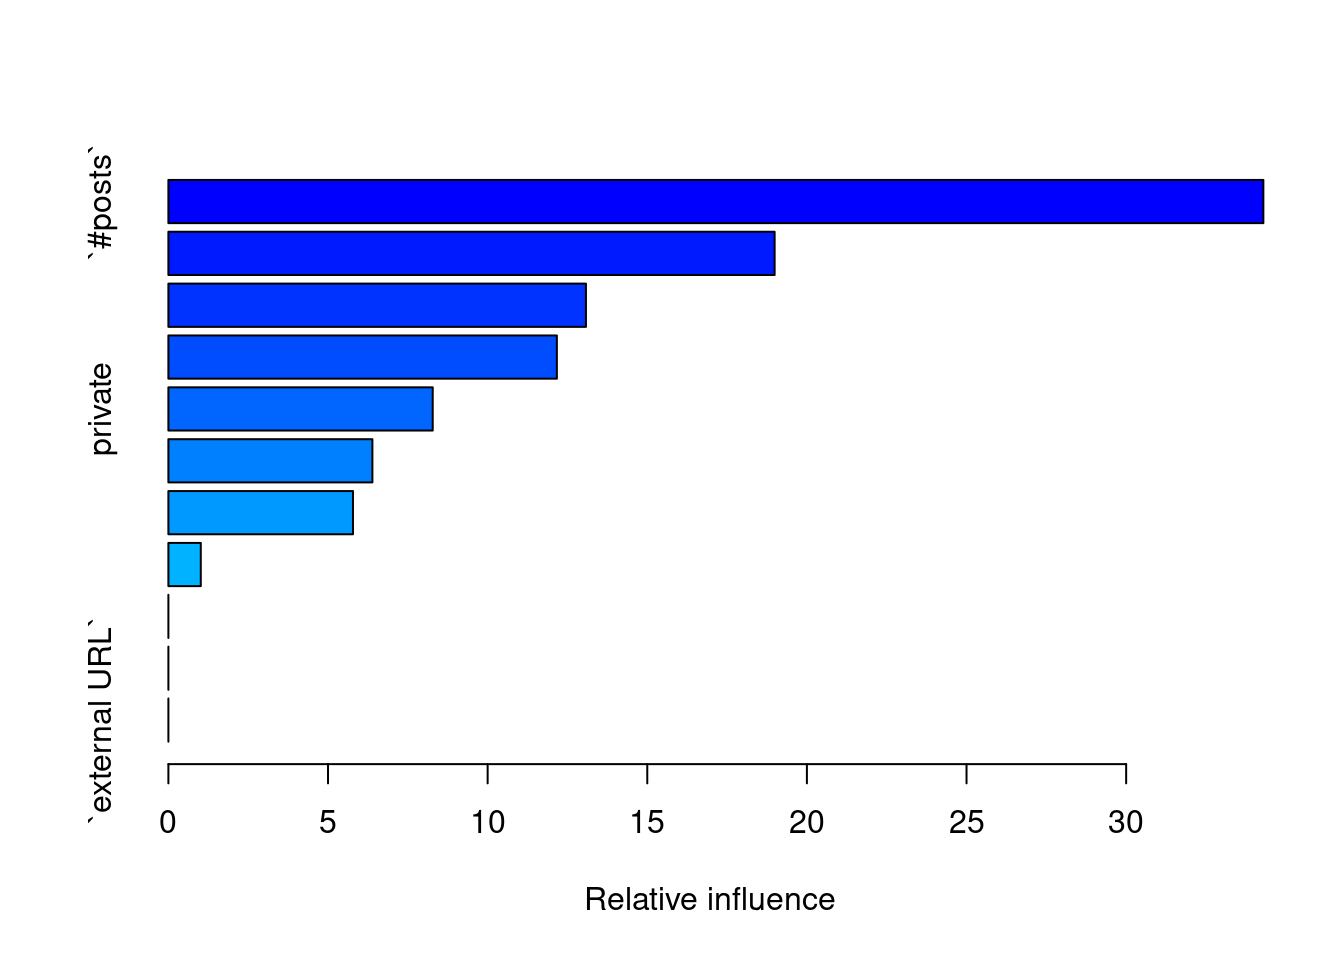 `#posts`
private
`external URL`
0 5 10 15 20 25 30
Relative influence